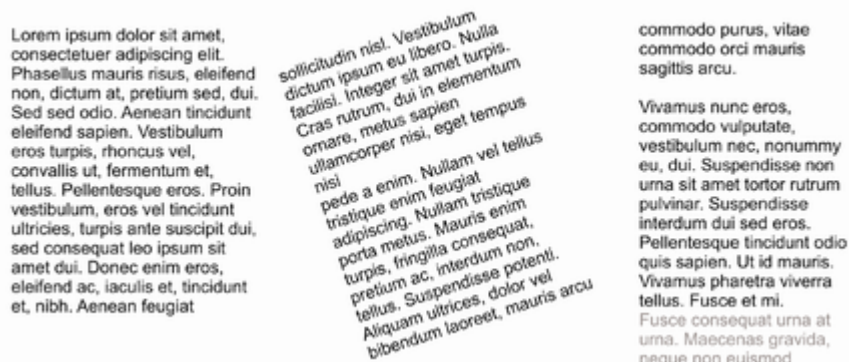 Lorem ipsum dolor sit amet,
consectetuer adipiscing elit.
Phasellus mauris risus, eleifend
non, dictum at, pretium sed, dui.
Sed sed odio. Aenean tincidunt
eleifend sapien. Vestibulum
eros turpis, rhoncus vel,
convallis ut, fermentum et,
tellus. Pellentesque eros. Proin
vestibulum, eros vel tincidunt
ultricies, turpis ante suscipit dui,
sed consequat leo ipsum sit
amet dui. Donec enim eros,
eleifend ac, iaculis et, tincidunt
et, nibh. Aenean feugiat
sollicitudin nisl. Vestibulum
dictum ipsum eu libero. Nulla
facilisi. Integer sit amet turpis.
Cras rutrum, dui in elementum
ornare, metus sapien
ullamcorper nisi, eget tempus
nisl
pede a enim. Nullam vel tellus
tristique enim feugiat
adipiscing. Nullam tristique
porta metus. Mauris enim
turpis, fringilla consequat,
pretium ac, interdum non,
tellus. Suspendisse potenti.
Aliquam ultrices, dolor vel
bibendum laoreet, mauris arcu
commodo purus, vitae
commodo orci mauris
sagittis arcu.
Vivamus nunc eros,
commodo vulputate,
vestibulum nec, nonummy
eu, dui. Suspendisse non
urna sit amet tortor rutrum
pulvinar. Suspendisse
interdum dui sed eros.
Pellentesque tincidunt odio
quis sapien. Ut id mauris.
Vivamus pharetra viverra
tellus. Fusce et mi.
Fusce consequat urna at
urna. Maecenas gravida,
neque non euismod